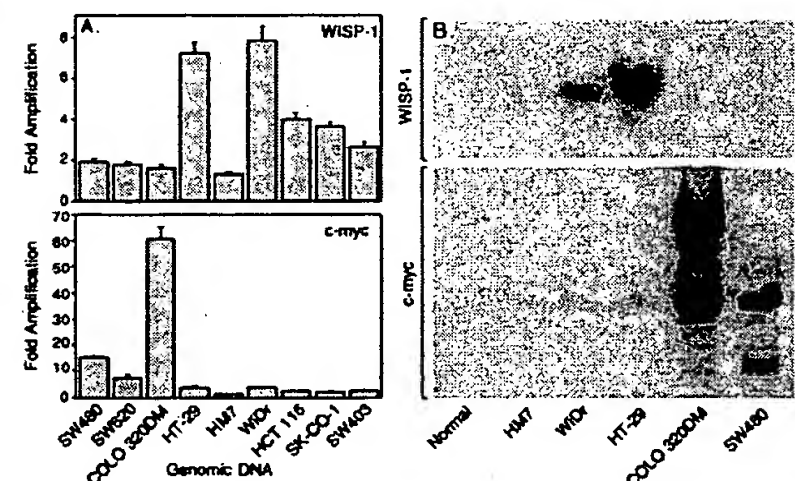 A.
WISP-1
Fold Amplification
8
6
4
2
0
c-myc
Fold Amplification
70
60
50
40
30
20
10
0
SW480
SW620
COLO 320DM
HT-29
HM7
WiDr
HCT 116
SK-CO-1
SW403
Genomic DNA
B.
WISP-1
c-myc
Normal
HM7
WiDr
HT-29
COLO 320DM
SW480